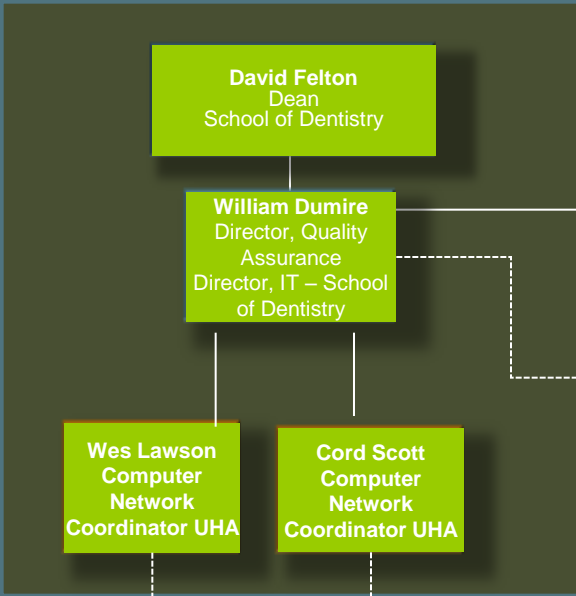 David Felton
Dean
School of Dentistry
William Dumire
Director, Quality
Assurance
Director, IT – School
of Dentistry
Wes Lawson
Computer
Network
Coordinator UHA
Cord Scott
Computer
Network
Coordinator UHA